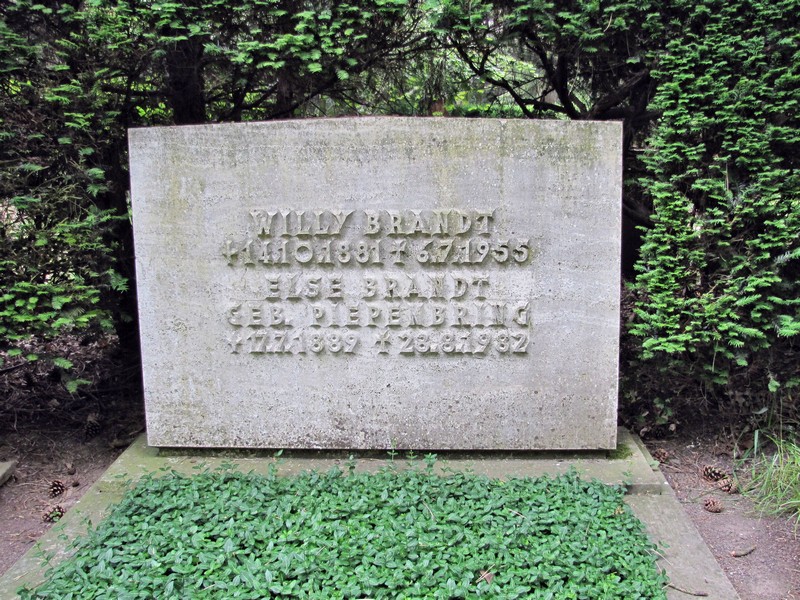 WILLY BRANDT
* 14.10.1881 † 6.7.1955
ELSE BRANDT
GEB. PIEPENBRING
* 17.7.1889 † 28.8.1982